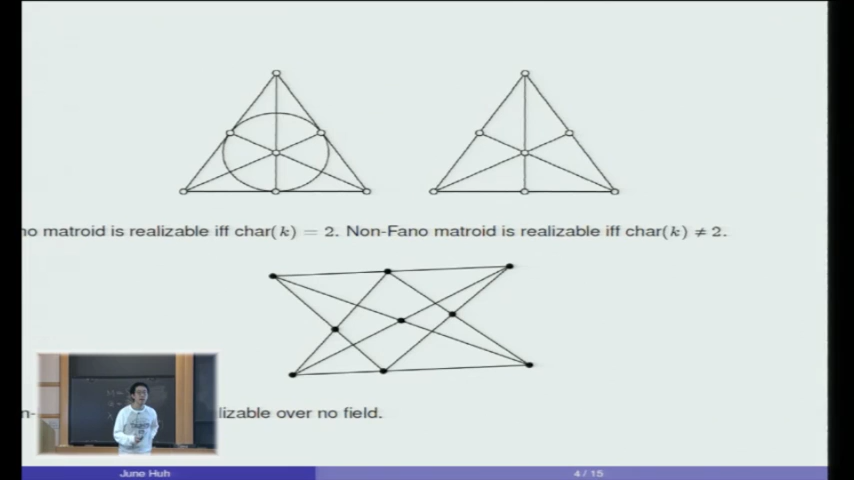 no matroid is realizable iff char(k) = 2. Non-Fano matroid is realizable iff char(k) ≠ 2.
n- lizable over no field.
June Huh 4 / 15